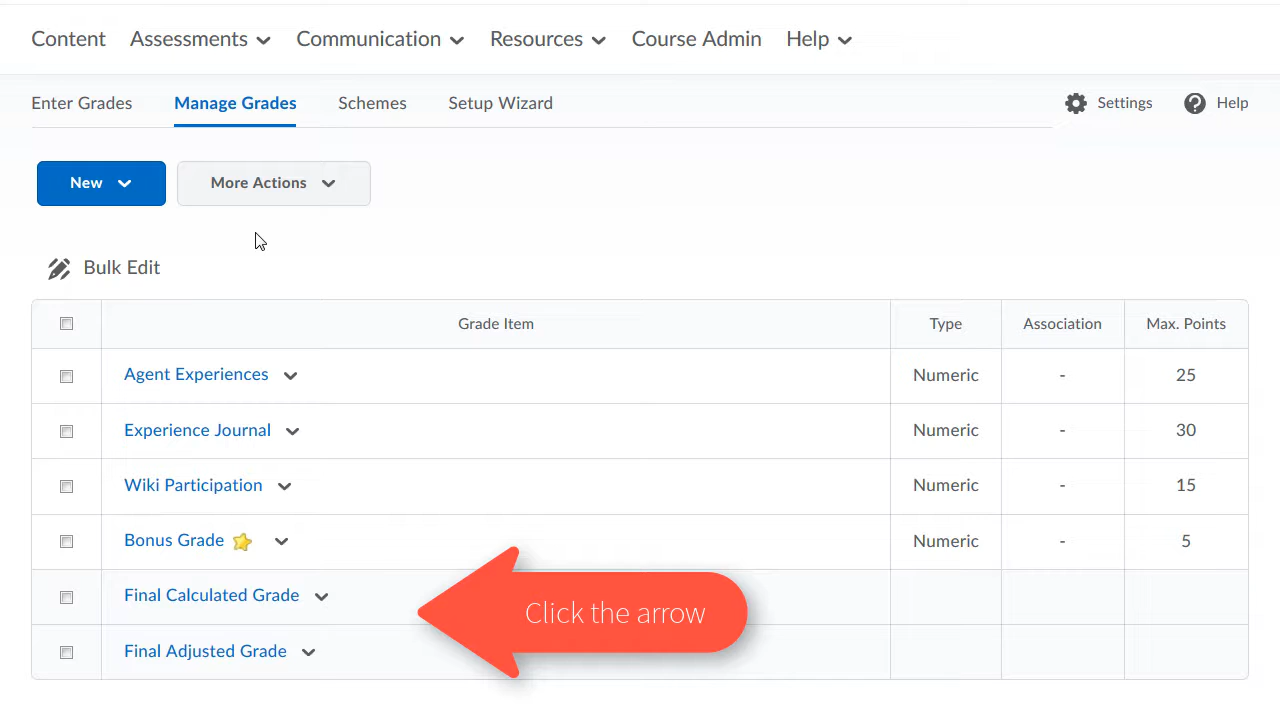 Content Assessments Communication Resources Course Admin Help
Enter Grades Manage Grades Schemes Setup Wizard Settings Help
New More Actions
Bulk Edit
Grade Item Type Association Max. Points
Agent Experiences Numeric - 25
Experience Journal Numeric - 30
Wiki Participation Numeric - 15
Bonus Grade Numeric - 5
Final Calculated Grade
Click the arrow
Final Adjusted Grade